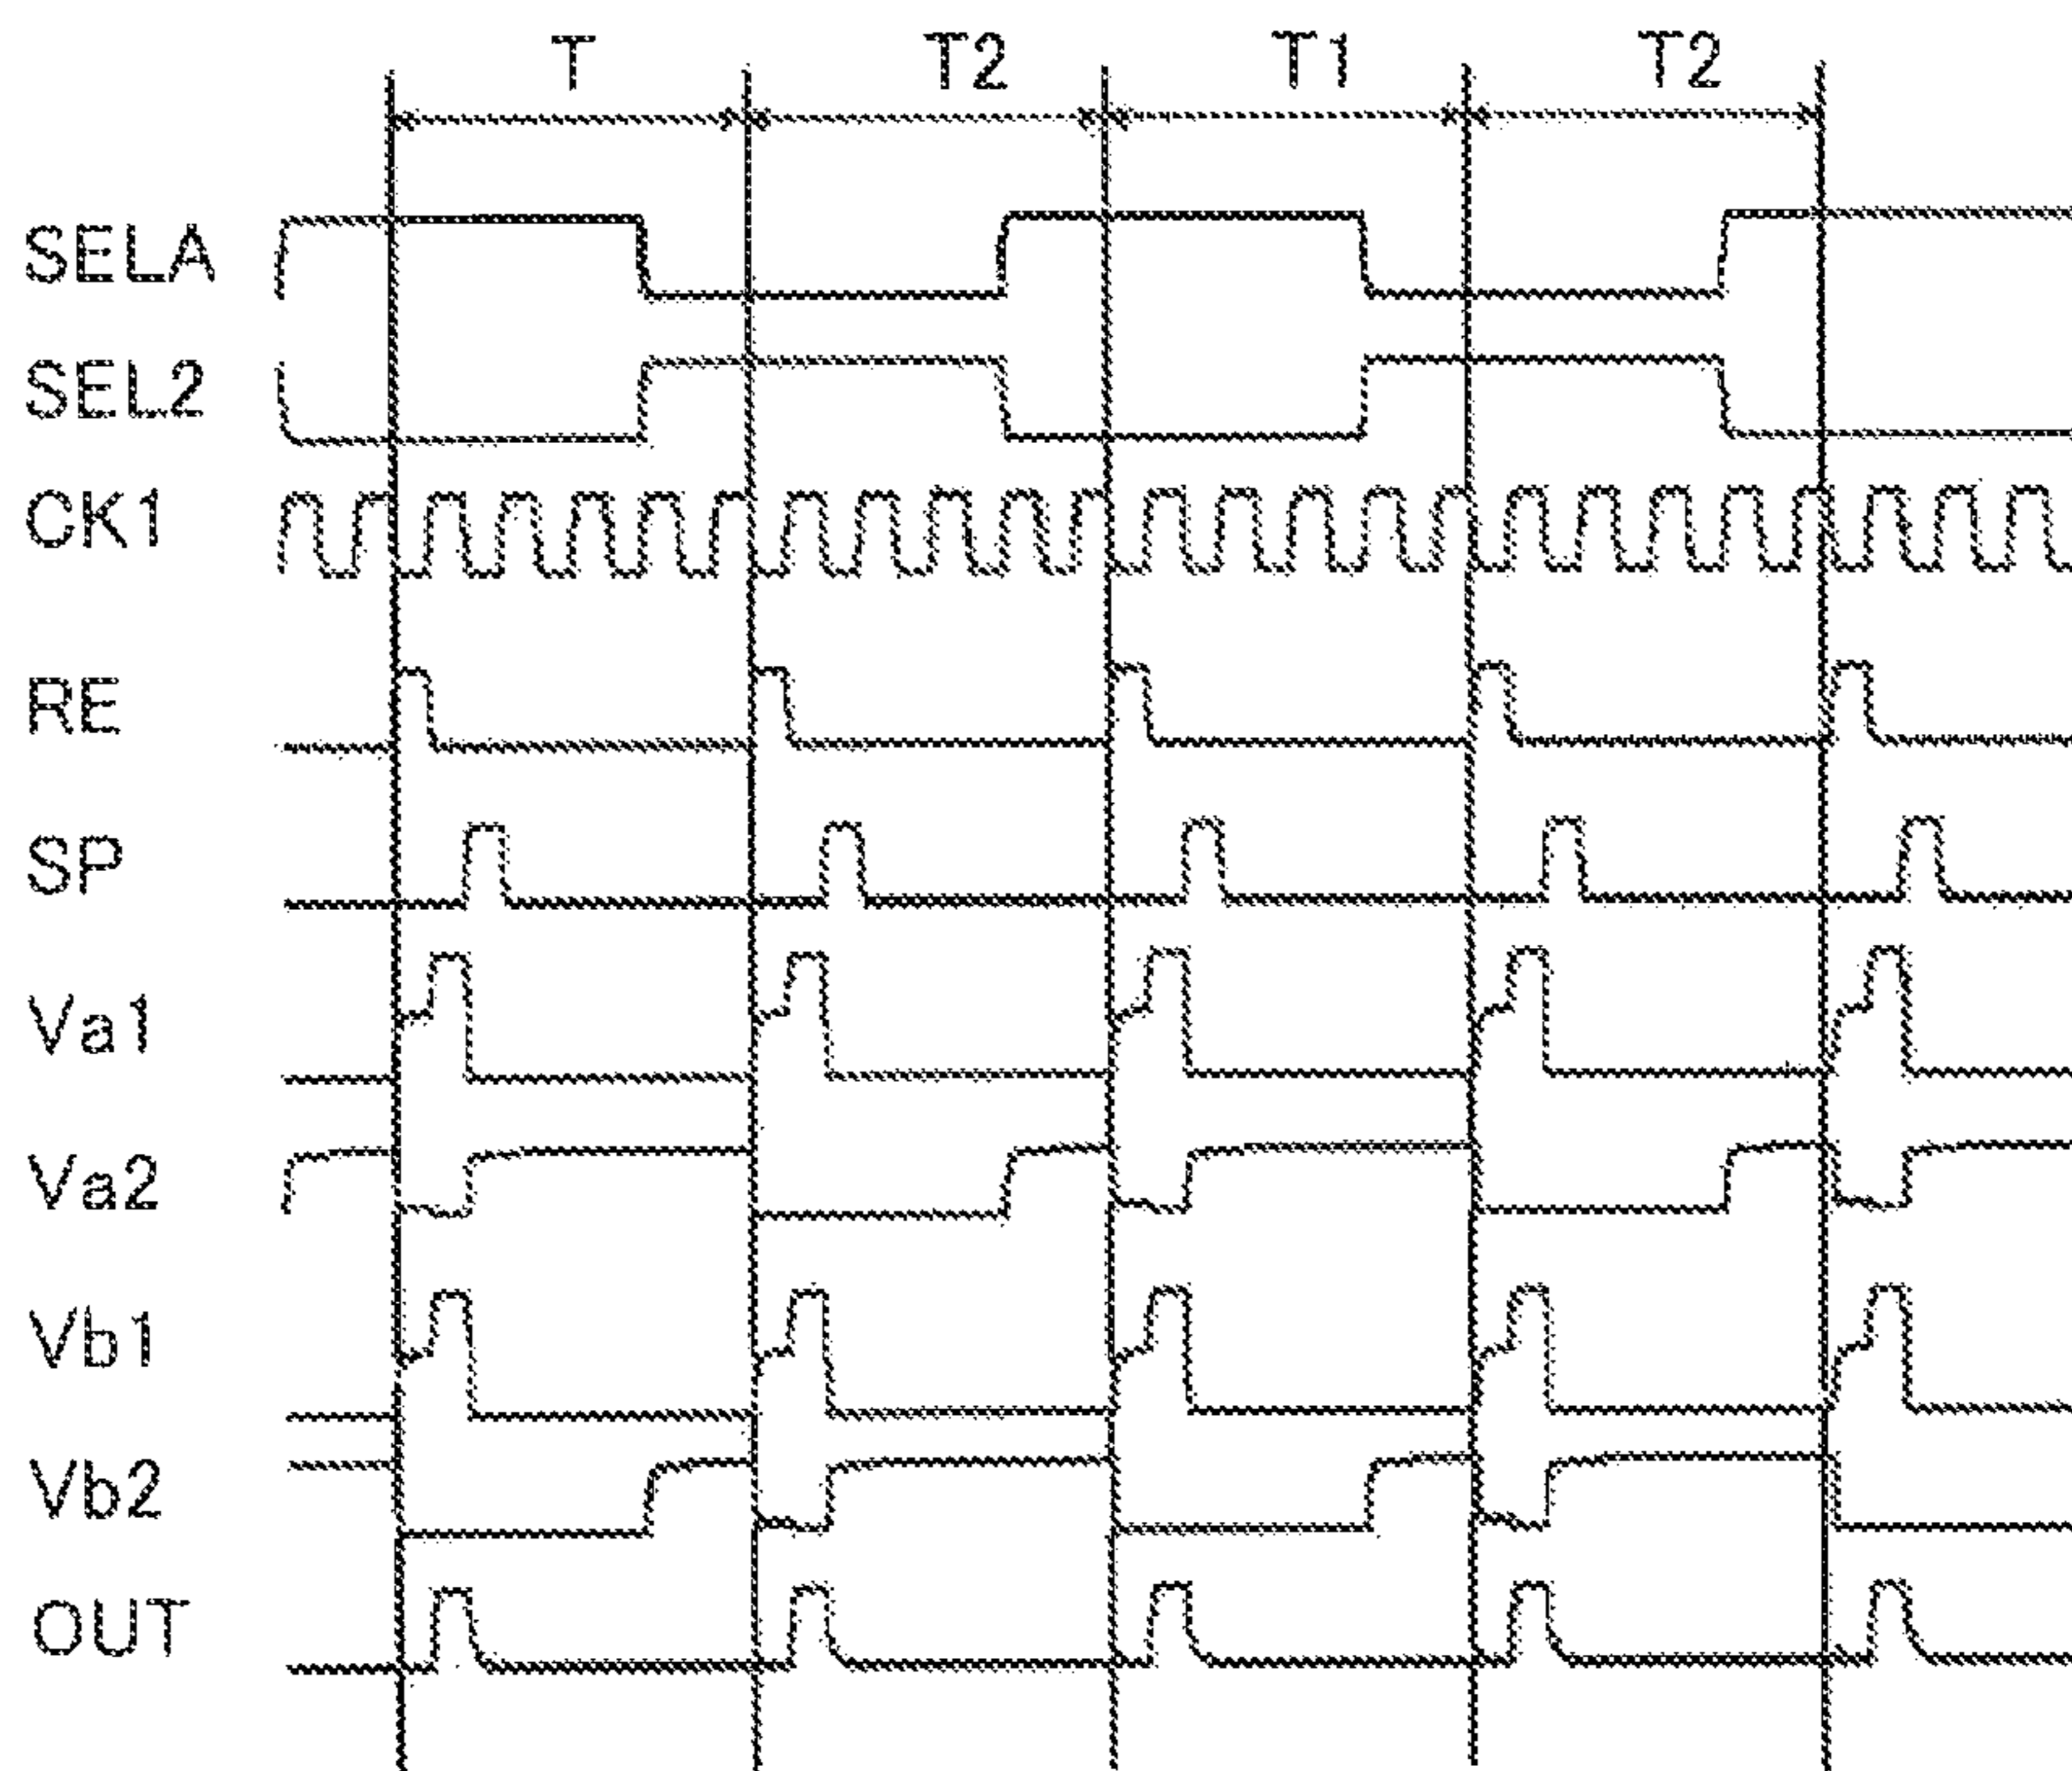 T T2 T1 T2
SELA
SEL2
CK1
RE
SP
Va1
Va2
Vb1
Vb2
OUT